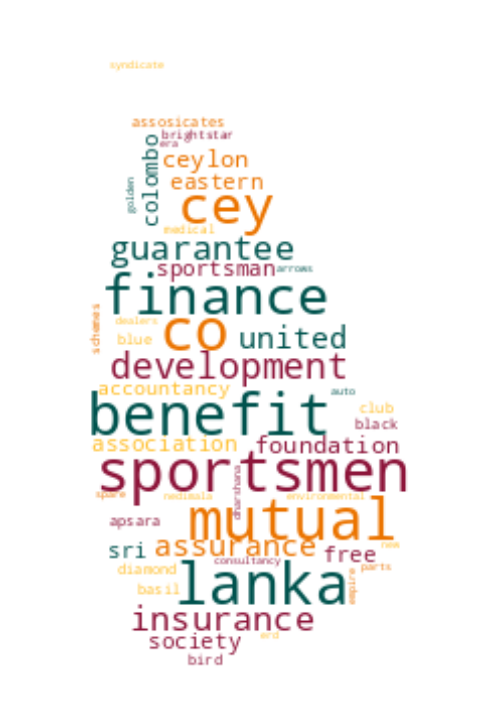 syndicate
assosicates
brightstar
era
colombo
ceylon
golden
eastern
cey
medical
guarantee
sportsman
arrows
finance
schemes
dealers
co
blue
united
development
accountancy
auto
benefit
club
black
association
foundation
sportsmen
dharshana
spare
nedimala
environmental
mutual
apsara
assurance
sri
free
new
consultancy
diamond
parts
lanka
empire
basil
insurance
erd
society
bird